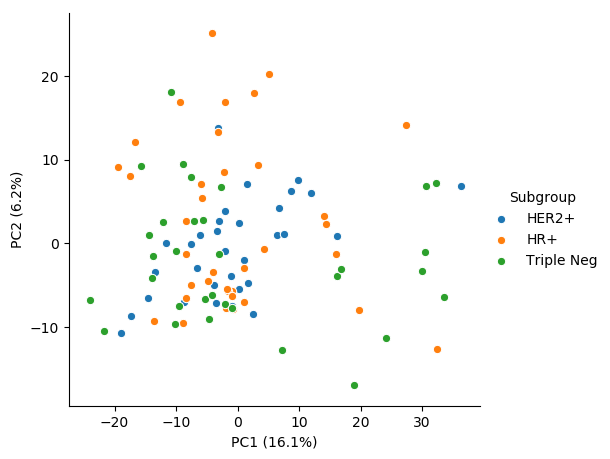 20
10
0
−10
−20
−10
0
10
20
30
PC2 (6.2%)
PC1 (16.1%)
Subgroup
HER2+
HR+
Triple Neg